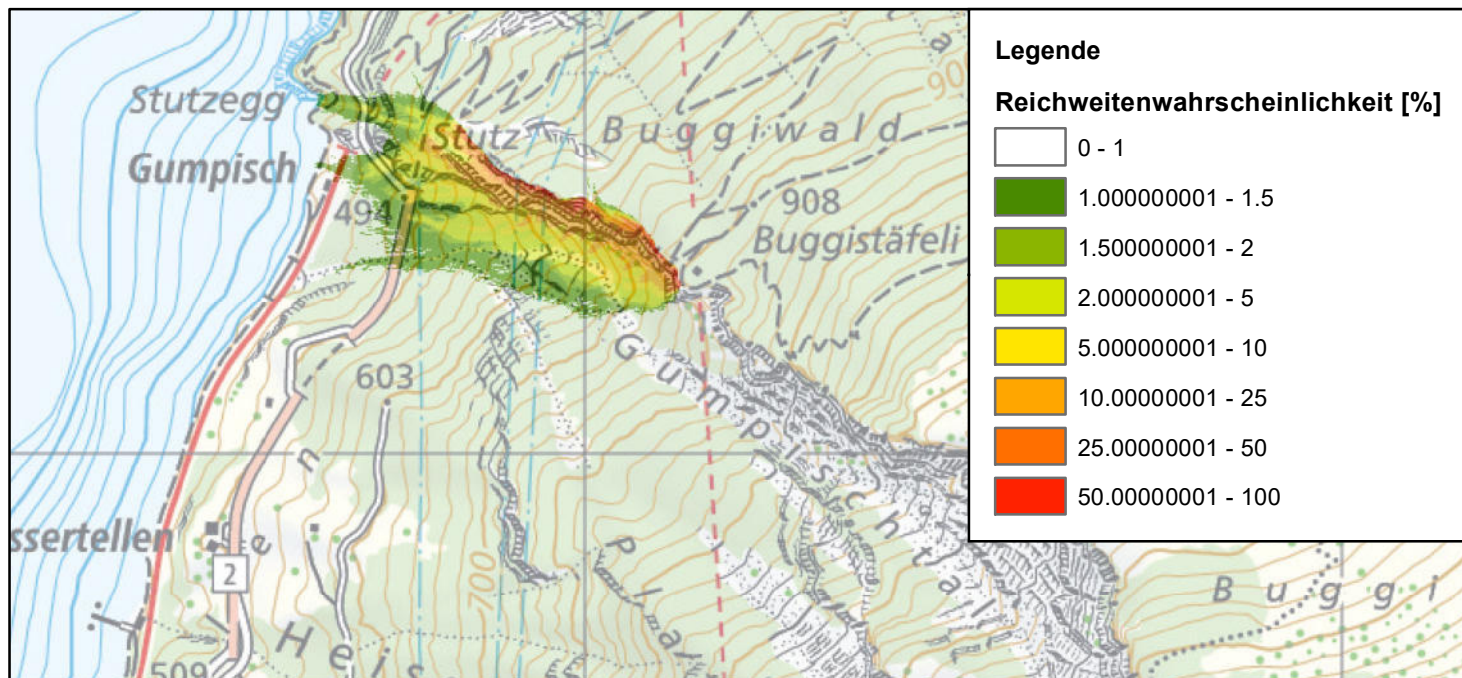 Legende
Reichweitenwahrscheinlichkeit [%]
0 - 1
1.000000001 - 1.5
1.500000001 - 2
2.000000001 - 5
5.000000001 - 10
10.00000001 - 25
25.00000001 - 50
50.00000001 - 100
Stutzegg
Stutz
Buggiwald
Gumpisch
494
908
Buggistäfeli
603
Gumpischtal
ssertellen
2
700
Buggi
509
Heis